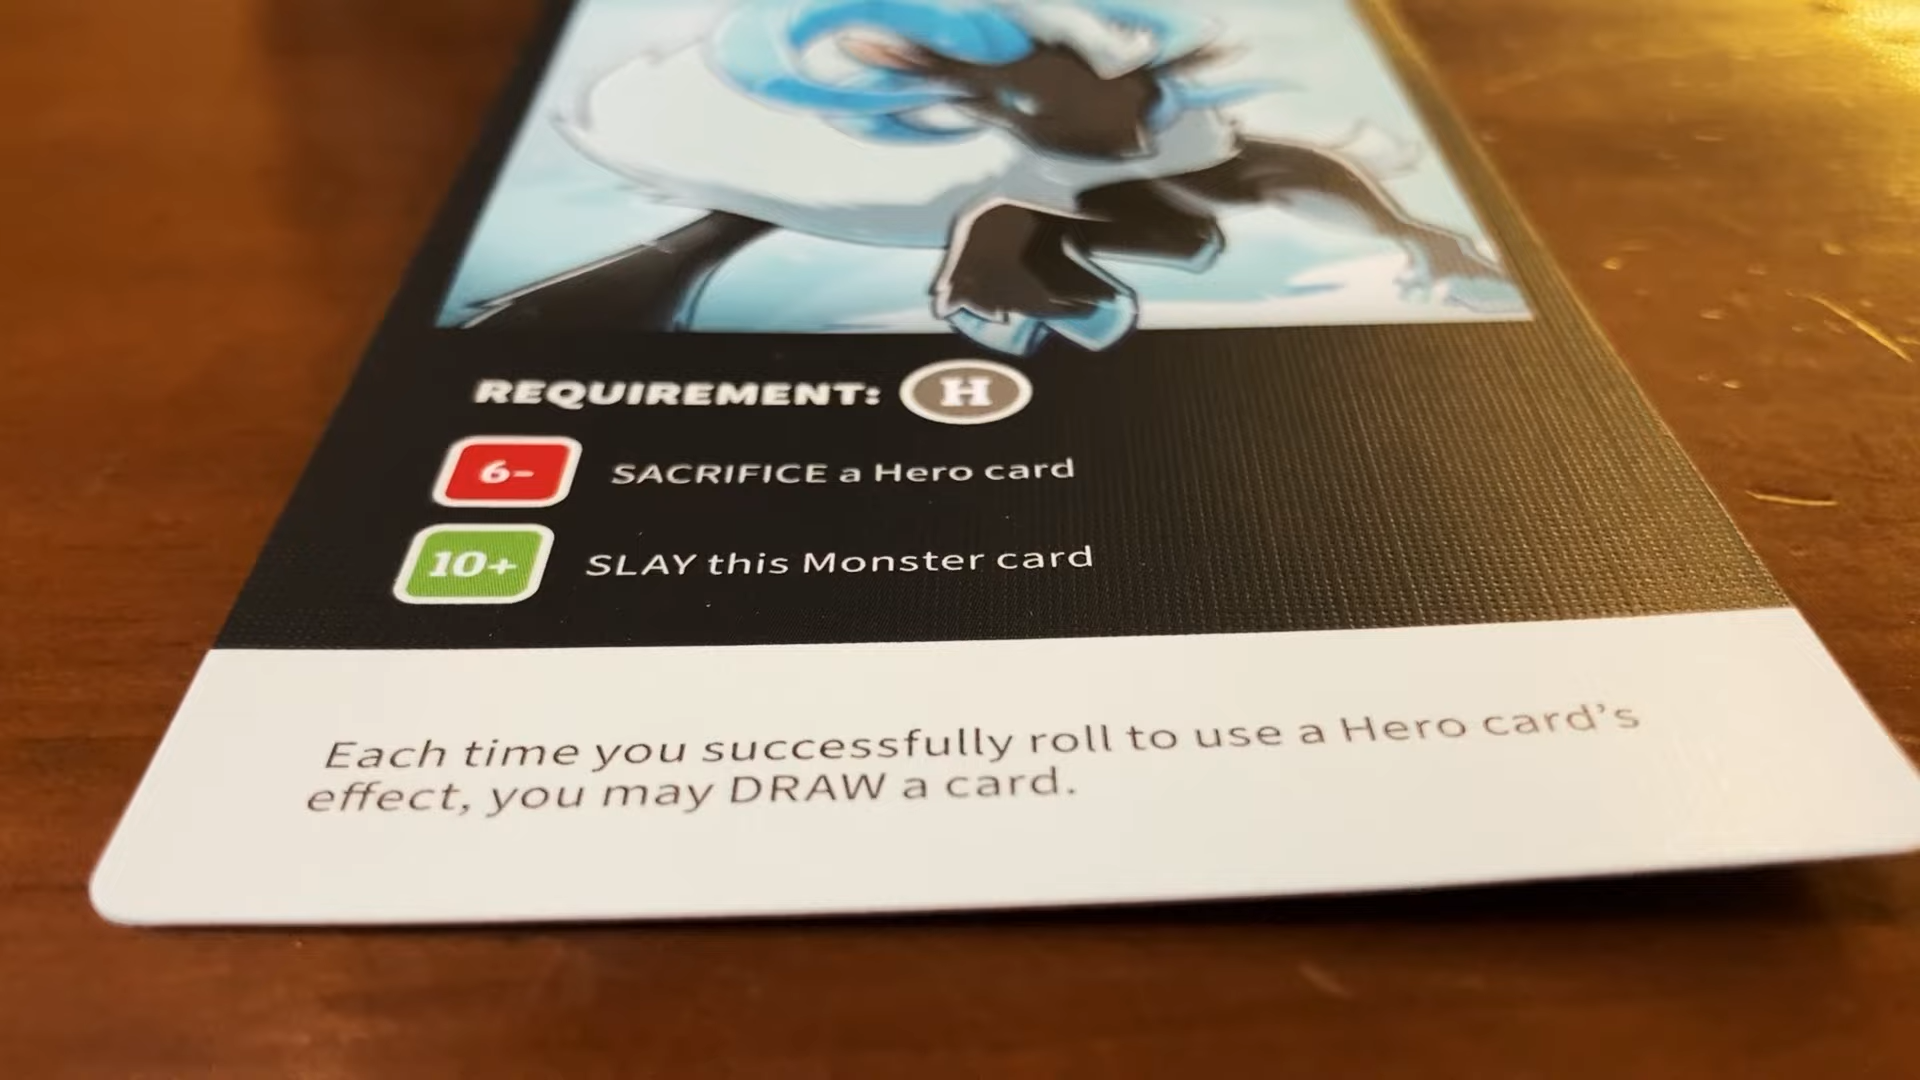 REQUIREMENT: H
6- SACRIFICE a Hero card
10+ SLAY this Monster card
Each time you successfully roll to use a Hero card's
effect, you may DRAW a card.